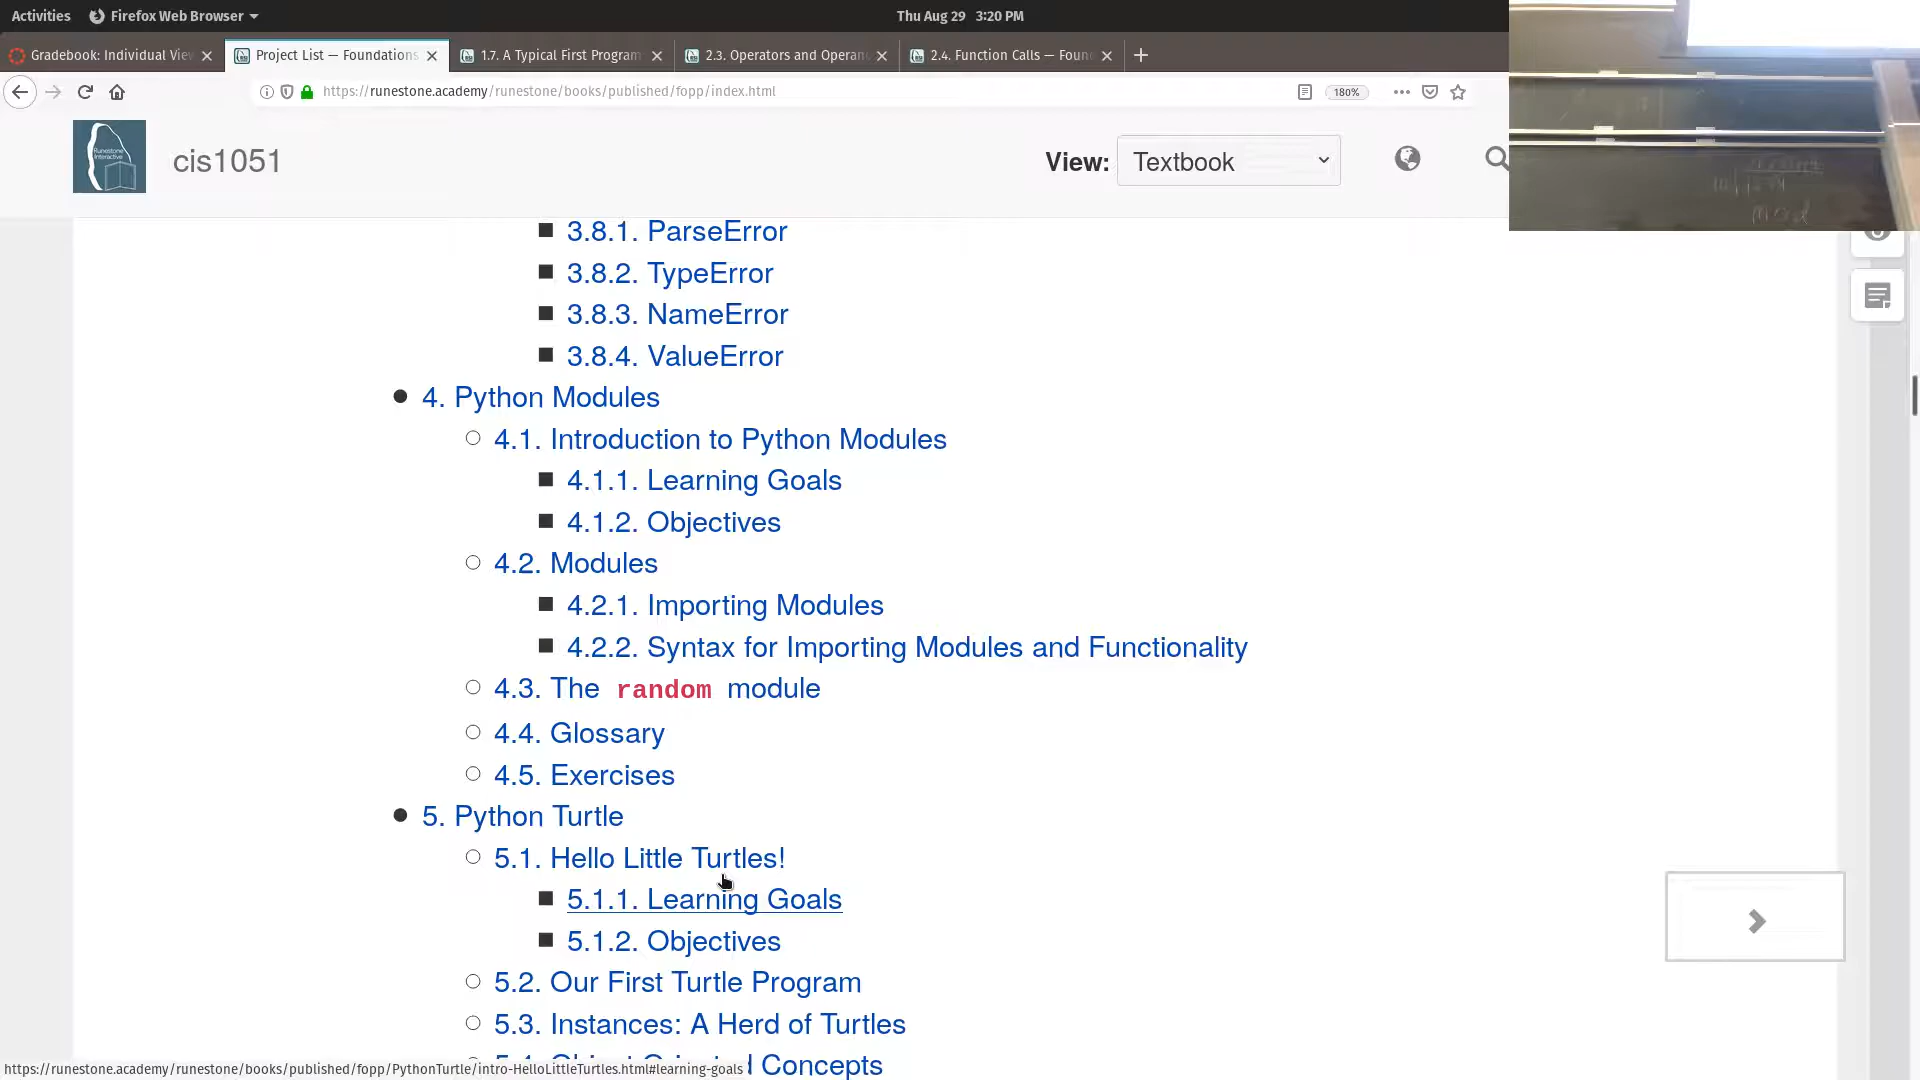 Activities
Firefox Web Browser
Thu Aug 29 3:20 PM
Gradebook: Individual Vie
Project List — Foundations
1.7. A Typical First Program
2.3. Operators and Operan
2.4. Function Calls — Foun
https://runestone.academy/runestone/books/published/fopp/index.html
180%
Runestone Interactive
cis1051
View:
Textbook
3.8.1. ParseError
3.8.2. TypeError
3.8.3. NameError
3.8.4. ValueError
4. Python Modules
4.1. Introduction to Python Modules
4.1.1. Learning Goals
4.1.2. Objectives
4.2. Modules
4.2.1. Importing Modules
4.2.2. Syntax for Importing Modules and Functionality
4.3. The random module
4.4. Glossary
4.5. Exercises
5. Python Turtle
5.1. Hello Little Turtles!
5.1.1. Learning Goals
5.1.2. Objectives
5.2. Our First Turtle Program
5.3. Instances: A Herd of Turtles
Concepts
https://runestone.academy/runestone/books/published/fopp/PythonTurtle/intro-HelloLittleTurtles.html#learning-goals